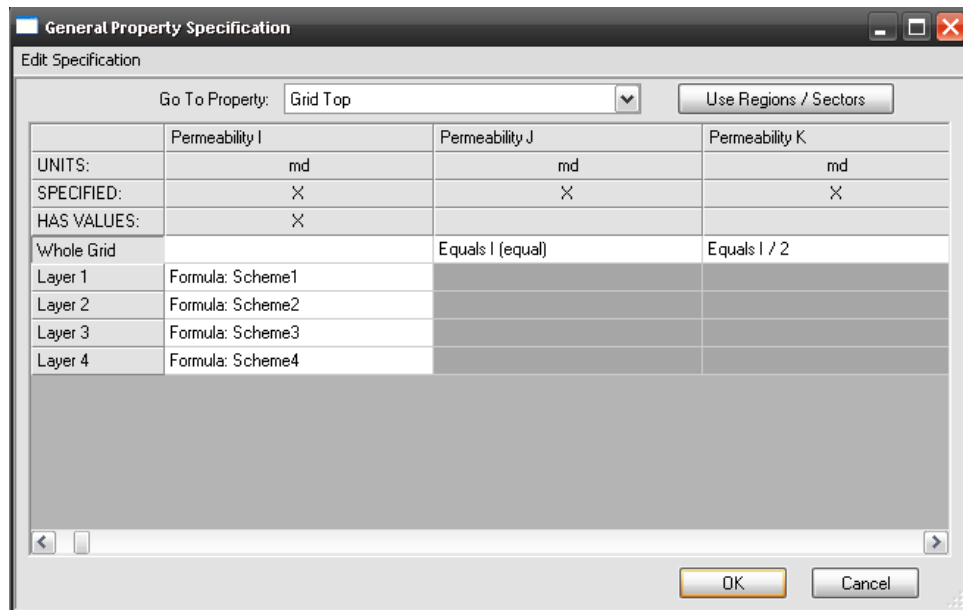 General Property Specification
Edit Specification
Go To Property: Grid Top Use Regions / Sectors
Permeability I Permeability J Permeability K
UNITS: md md md
SPECIFIED: X X X
HAS VALUES: X
Whole Grid Equals I (equal) Equals I / 2
Layer 1 Formula: Scheme1
Layer 2 Formula: Scheme2
Layer 3 Formula: Scheme3
Layer 4 Formula: Scheme4
OK Cancel